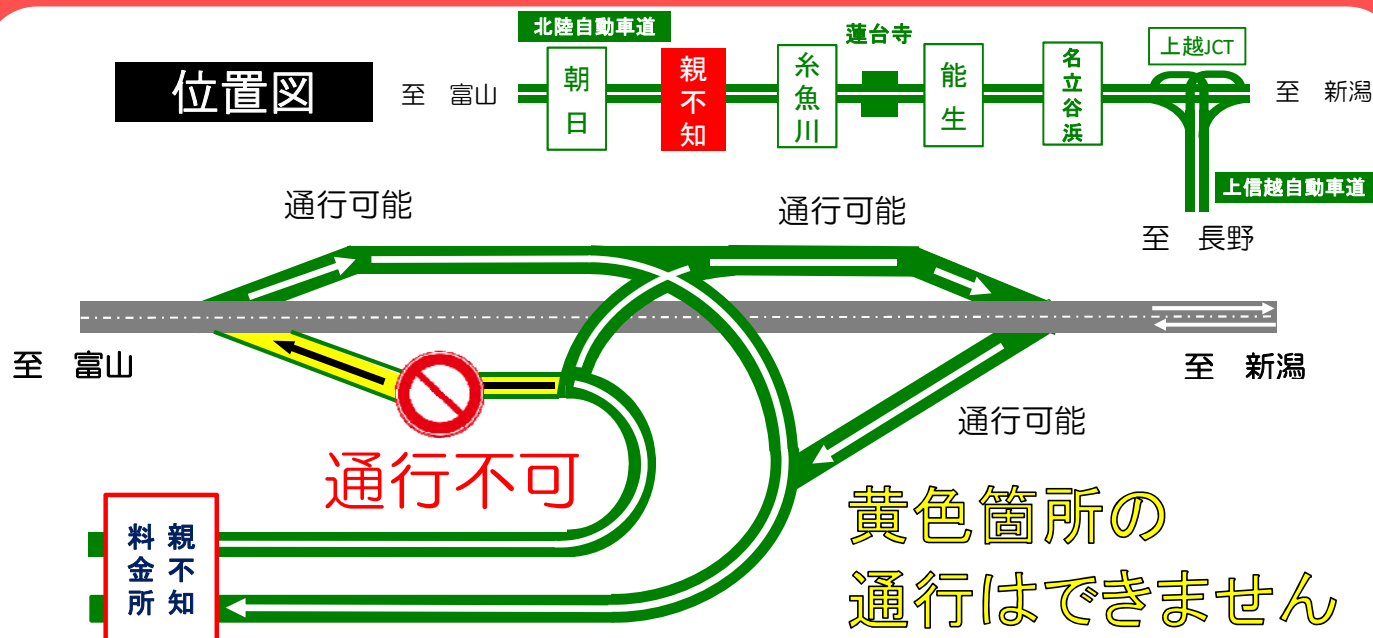 北陸自動車道
位置図
至 富山
朝日
親不知
糸魚川
蓮台寺
能生
名立谷浜
上越JCT
至 新潟
上信越自動車道
至 長野
通行可能
通行可能
至 富山
至 新潟
通行可能
通行不可
親不知
料金所
黄色箇所の
通行はできません